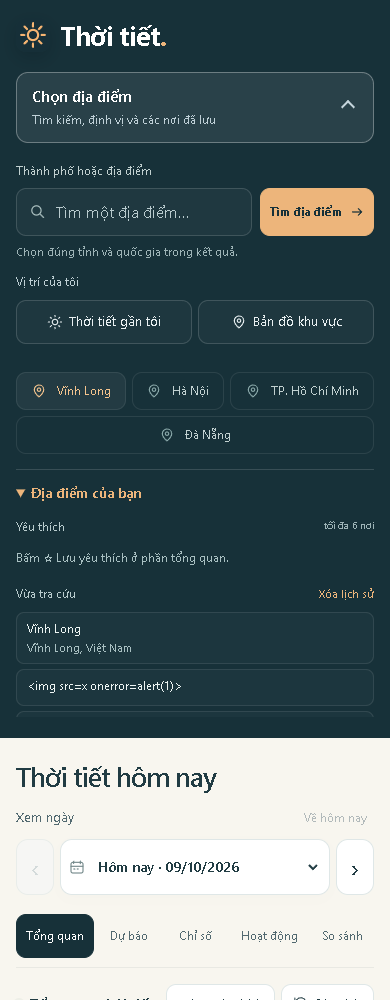 Thời tiết.
Chọn địa điểm
Tìm kiếm, định vị và các nơi đã lưu
Thành phố hoặc địa điểm
Tìm một địa điểm...
Tìm địa điểm →
Chọn đúng tỉnh và quốc gia trong kết quả.
Vị trí của tôi
Thời tiết gần tôi
Bản đồ khu vực
Vĩnh Long
Hà Nội
TP. Hồ Chí Minh
Đà Nẵng
▼ Địa điểm của bạn
Yêu thích
tối đa 6 nơi
Bấm ☆ Lưu yêu thích ở phần tổng quan.
Vừa tra cứu
Xóa lịch sử
Vĩnh Long
Vĩnh Long, Việt Nam
<img src=x onerror=alert(1)>
Thời tiết hôm nay
Xem ngày
Về hôm nay
‹
Hôm nay · 09/10/2026
›
Tổng quan
Dự báo
Chỉ số
Hoạt động
So sánh